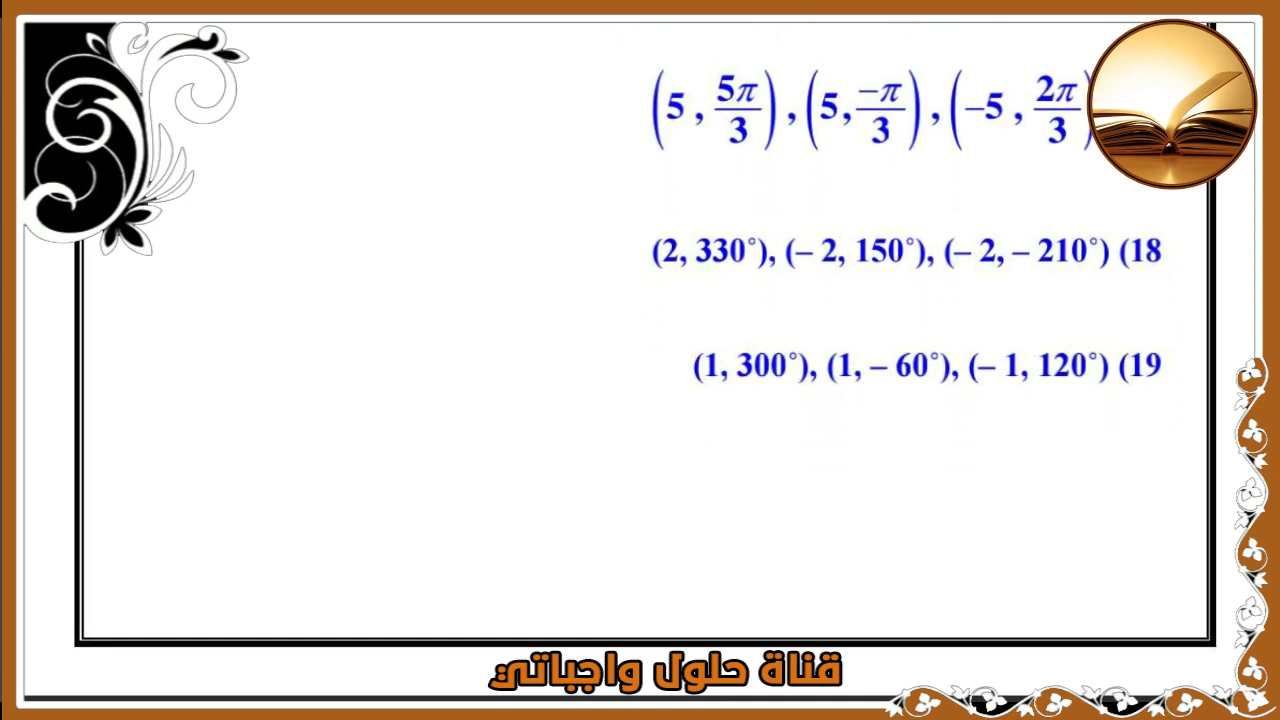 (5, 5π/3), (5, −π/3), (−5, 2π/3)
(2, 330°), (– 2, 150°), (– 2, – 210°) (18
(1, 300°), (1, – 60°), (– 1, 120°) (19
قناة حلول واجباتي